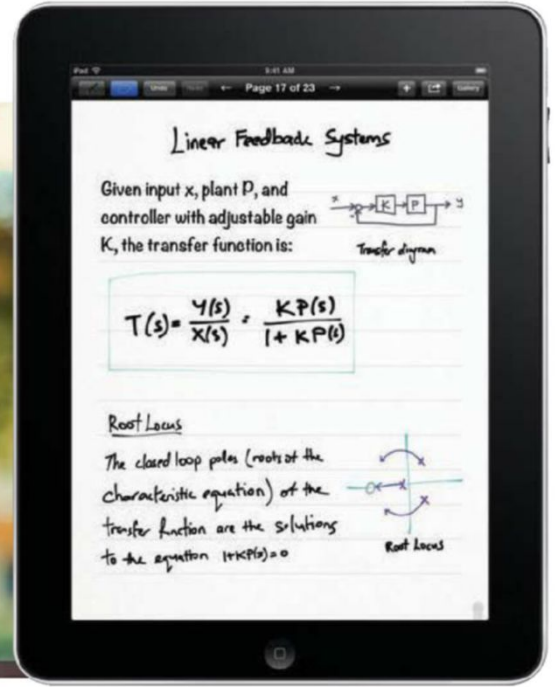 iPad
9:41 AM
Undo
← Page 17 of 23 →
+
Gallery
Linear Feedback Systems
Given input x, plant P, and
controller with adjustable gain
K, the transfer function is:
x K P y
Transfer diagram
T(s) = Y(s)/X(s) = KP(s)/(1 + KP(s))
Root Locus
The closed loop poles (roots of the
characteristic equation) of the
transfer function are the solutions
to the equation 1+KP(s)=0
Root Locus